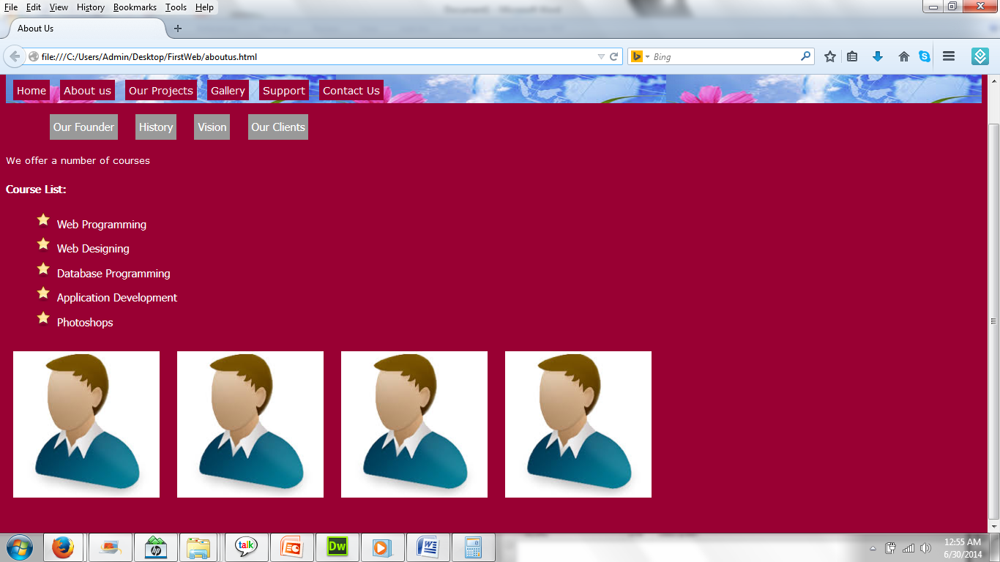 File Edit View History Bookmarks Tools Help
About Us
file:///C:/Users/Admin/Desktop/FirstWeb/aboutus.html
Bing
Home About us Our Projects Gallery Support Contact Us
Our Founder History Vision Our Clients
We offer a number of courses
Course List:
Web Programming
Web Designing
Database Programming
Application Development
Photoshops
hp
talk
Dw
12:55 AM
6/30/2014